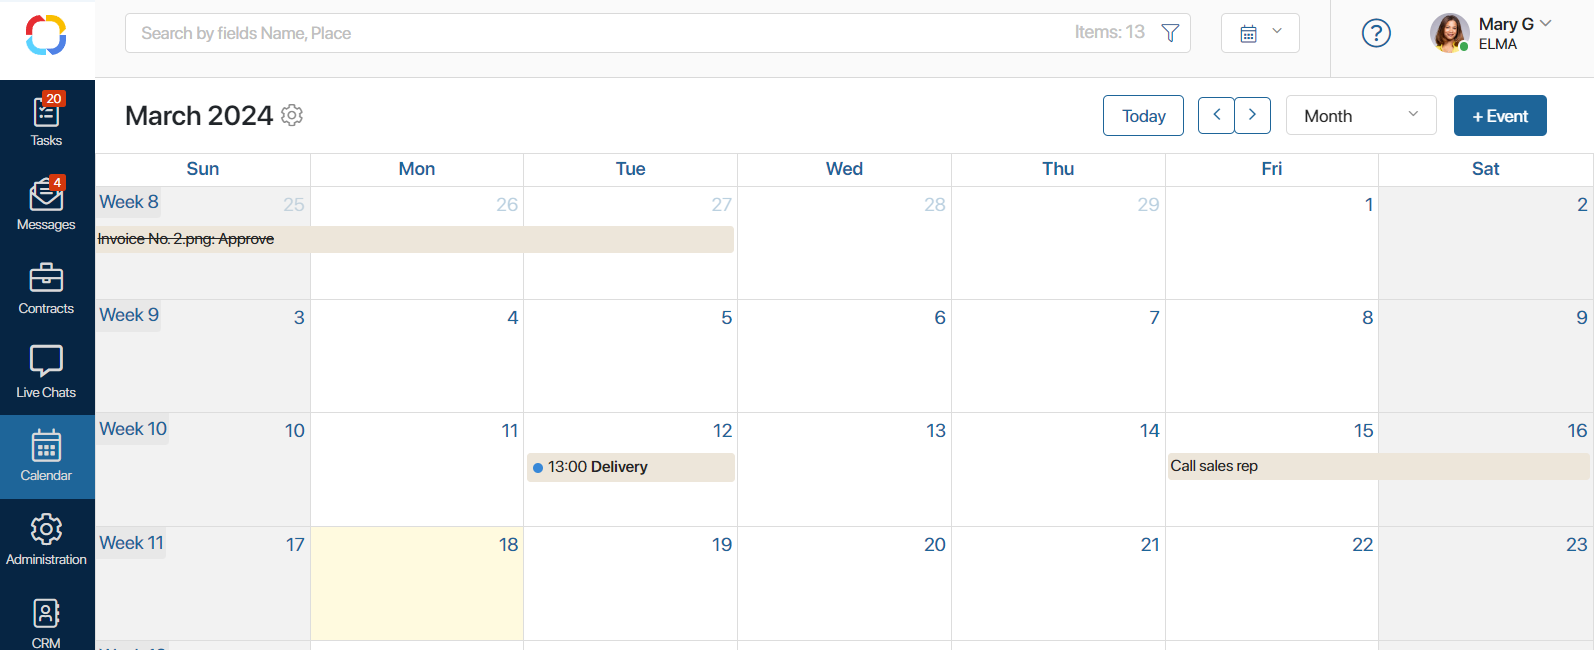 Search by fields Name, Place
Items: 13
?
Mary G
ELMA
20
Tasks
4
Messages
Contracts
Live Chats
Calendar
Administration
CRM
March 2024
Today
Month
+ Event
Sun Mon Tue Wed Thu Fri Sat
Week 8 25 26 27 28 29 1 2
Invoice No. 2.png: Approve
Week 9 3 4 5 6 7 8 9
Week 10 10 11 12 13 14 15 16
13:00 Delivery
Call sales rep
Week 11 17 18 19 20 21 22 23